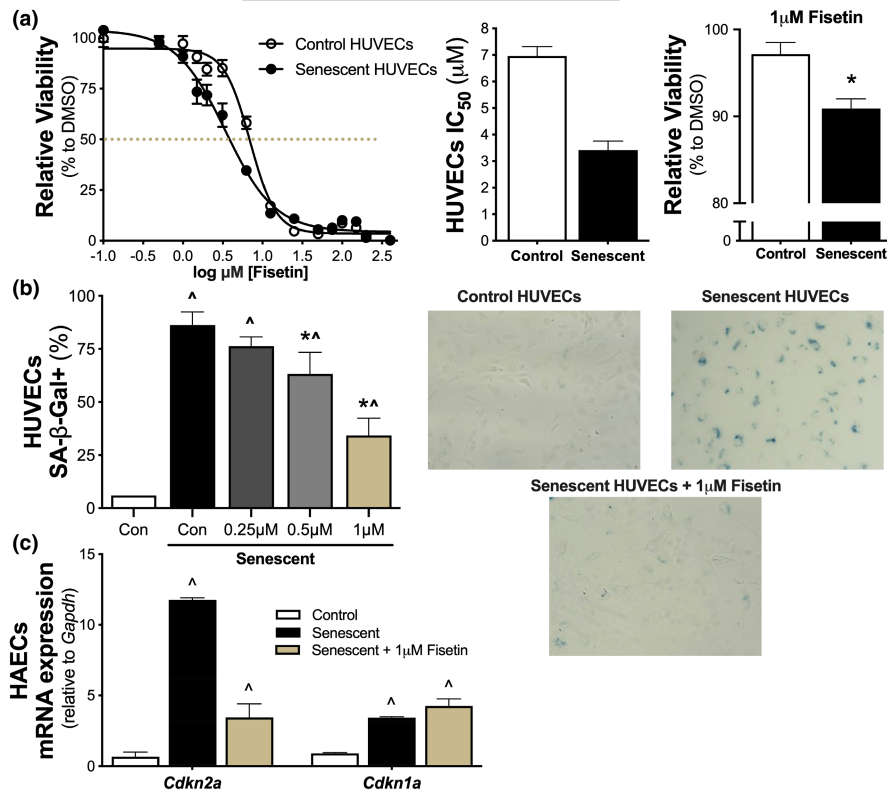 (a)
100
75
50
25
0
Relative Viability
(% to DMSO)
Control HUVECs
Senescent HUVECs
-1.0 -0.5 0.0 0.5 1.0 1.5 2.0 2.5
log µM [Fisetin]
8
7
6
5
4
3
2
1
0
HUVECs IC50 (µM)
Control Senescent
1µM Fisetin
100
90
80
0
Relative Viability
(% to DMSO)
*
Control Senescent
(b)
100
75
50
25
0
HUVECs
SA-β-Gal+ (%)
^
^
*^
*^
Con Con 0.25µM 0.5µM 1µM
Senescent
Control HUVECs
Senescent HUVECs
Senescent HUVECs + 1µM Fisetin
(c)
15
10
5
0
HAECs
mRNA expression
(relative to Gapdh)
^
^
^
^
Control
Senescent
Senescent + 1µM Fisetin
Cdkn2a Cdkn1a